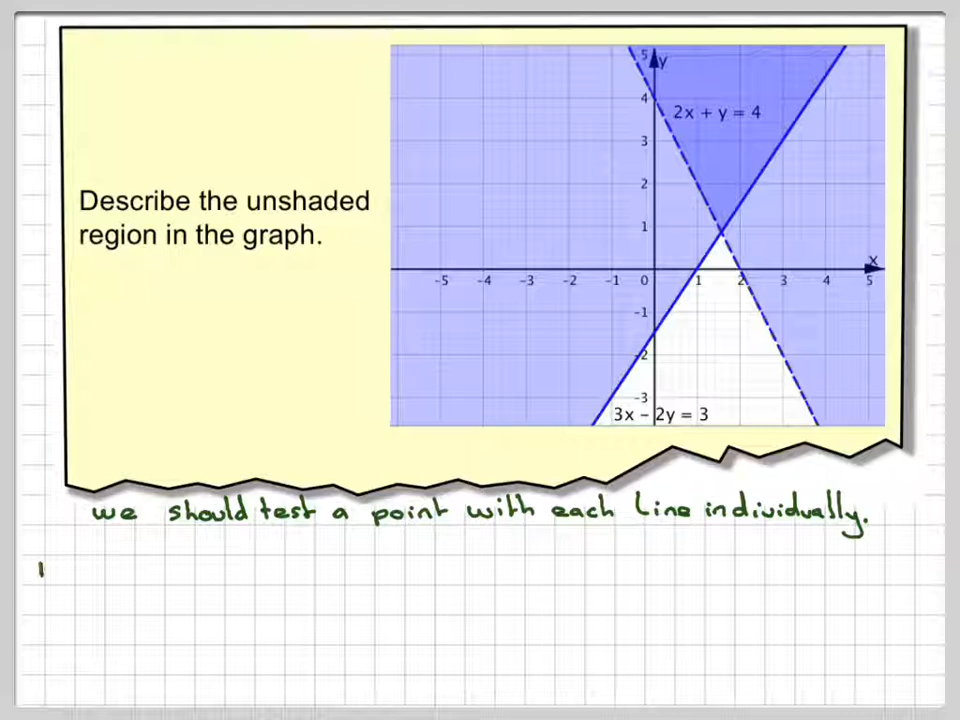 5
y
4
2x + y = 4
3
Describe the unshaded
2
region in the graph.
1
x
-5 -4 -3 -2 -1 0 1 2 3 4 5
-1
-2
-3
3x - 2y = 3
we should test a point with each line individually.